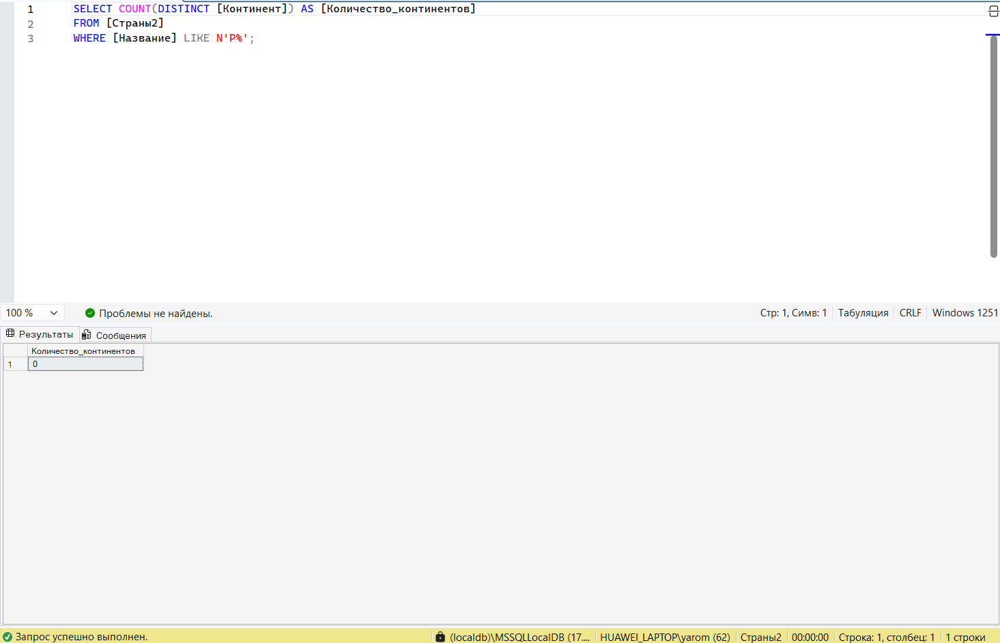 1 SELECT COUNT(DISTINCT [Континент]) AS [Количество_континентов]
2 FROM [Страны2]
3 WHERE [Название] LIKE N'Р%';
100 % Проблемы не найдены. Стр: 1, Симв: 1 Табуляция CRLF Windows 1251
Результаты Сообщения
Количество_континентов
1 0
Запрос успешно выполнен. (localdb)\MSSQLLocalDB (17.... HUAWEI_LAPTOP\yarom (62) Страны2 00:00:00 Строка: 1, столбец: 1 1 строки